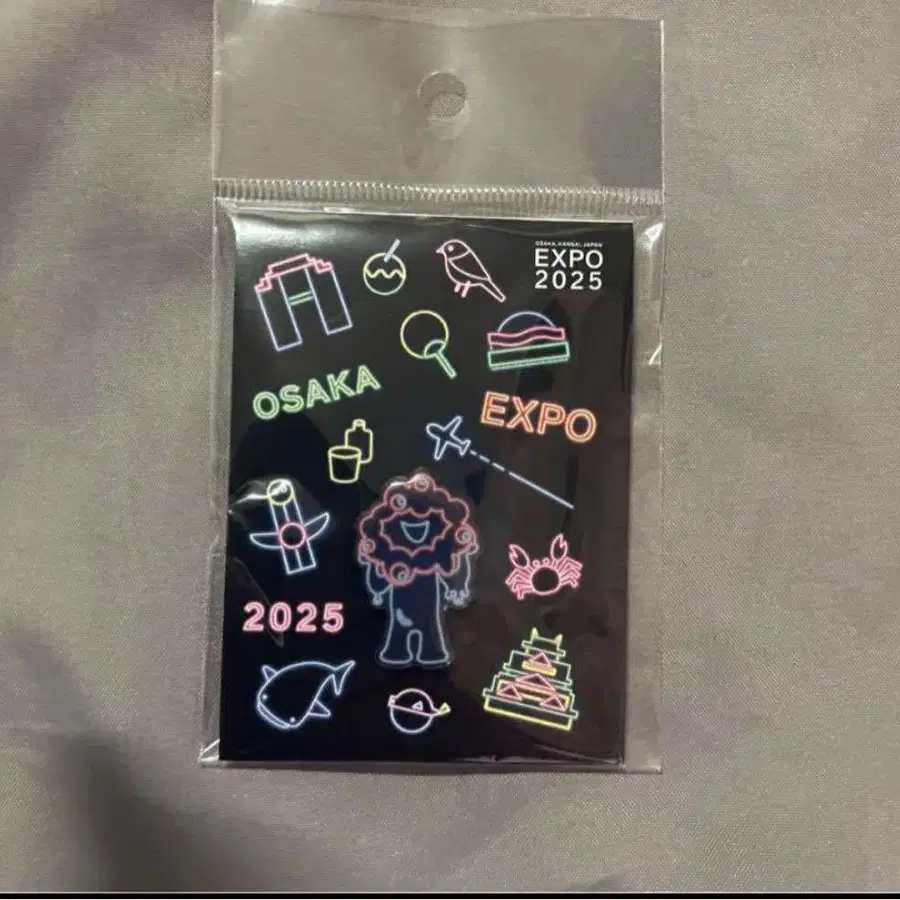 OSAKA, KANSAI, JAPAN
EXPO
2025
OSAKA
EXPO
2025